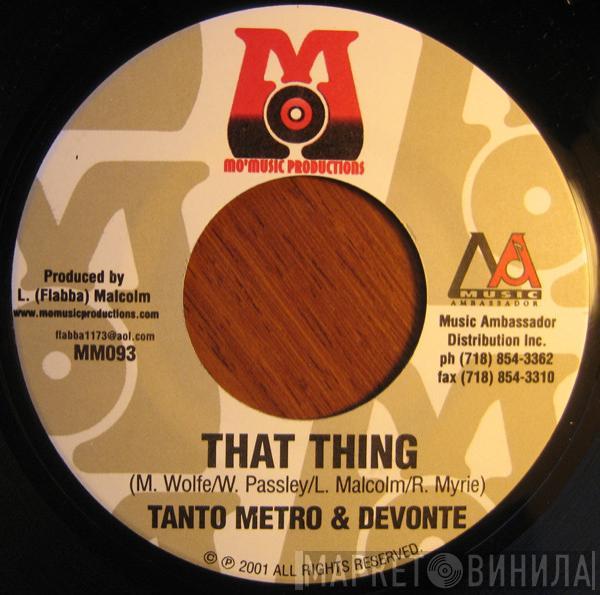 M
MO'MUSIC PRODUCTIONS
Produced by
L. (Flabba) Malcolm
www.momusicproductions.com
flabba1173@aol.com
MM093
MUSIC
AMBASSADOR
Music Ambassador
Distribution Inc.
ph (718) 854-3362
fax (718) 854-3310
THAT THING
(M. Wolfe/W. Passley/L. Malcolm/R. Myrie)
TANTO METRO & DEVONTE
© ℗ 2001 ALL RIGHTS RESERVED.
МАРКЕТ ВИНИЛА